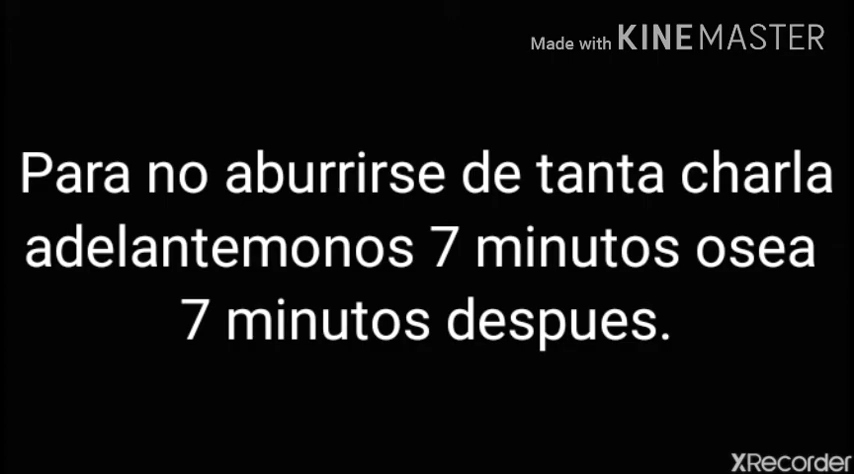 Made with KINEMASTER
Para no aburrirse de tanta charla
adelantemonos 7 minutos osea
7 minutos despues.
XRecorder